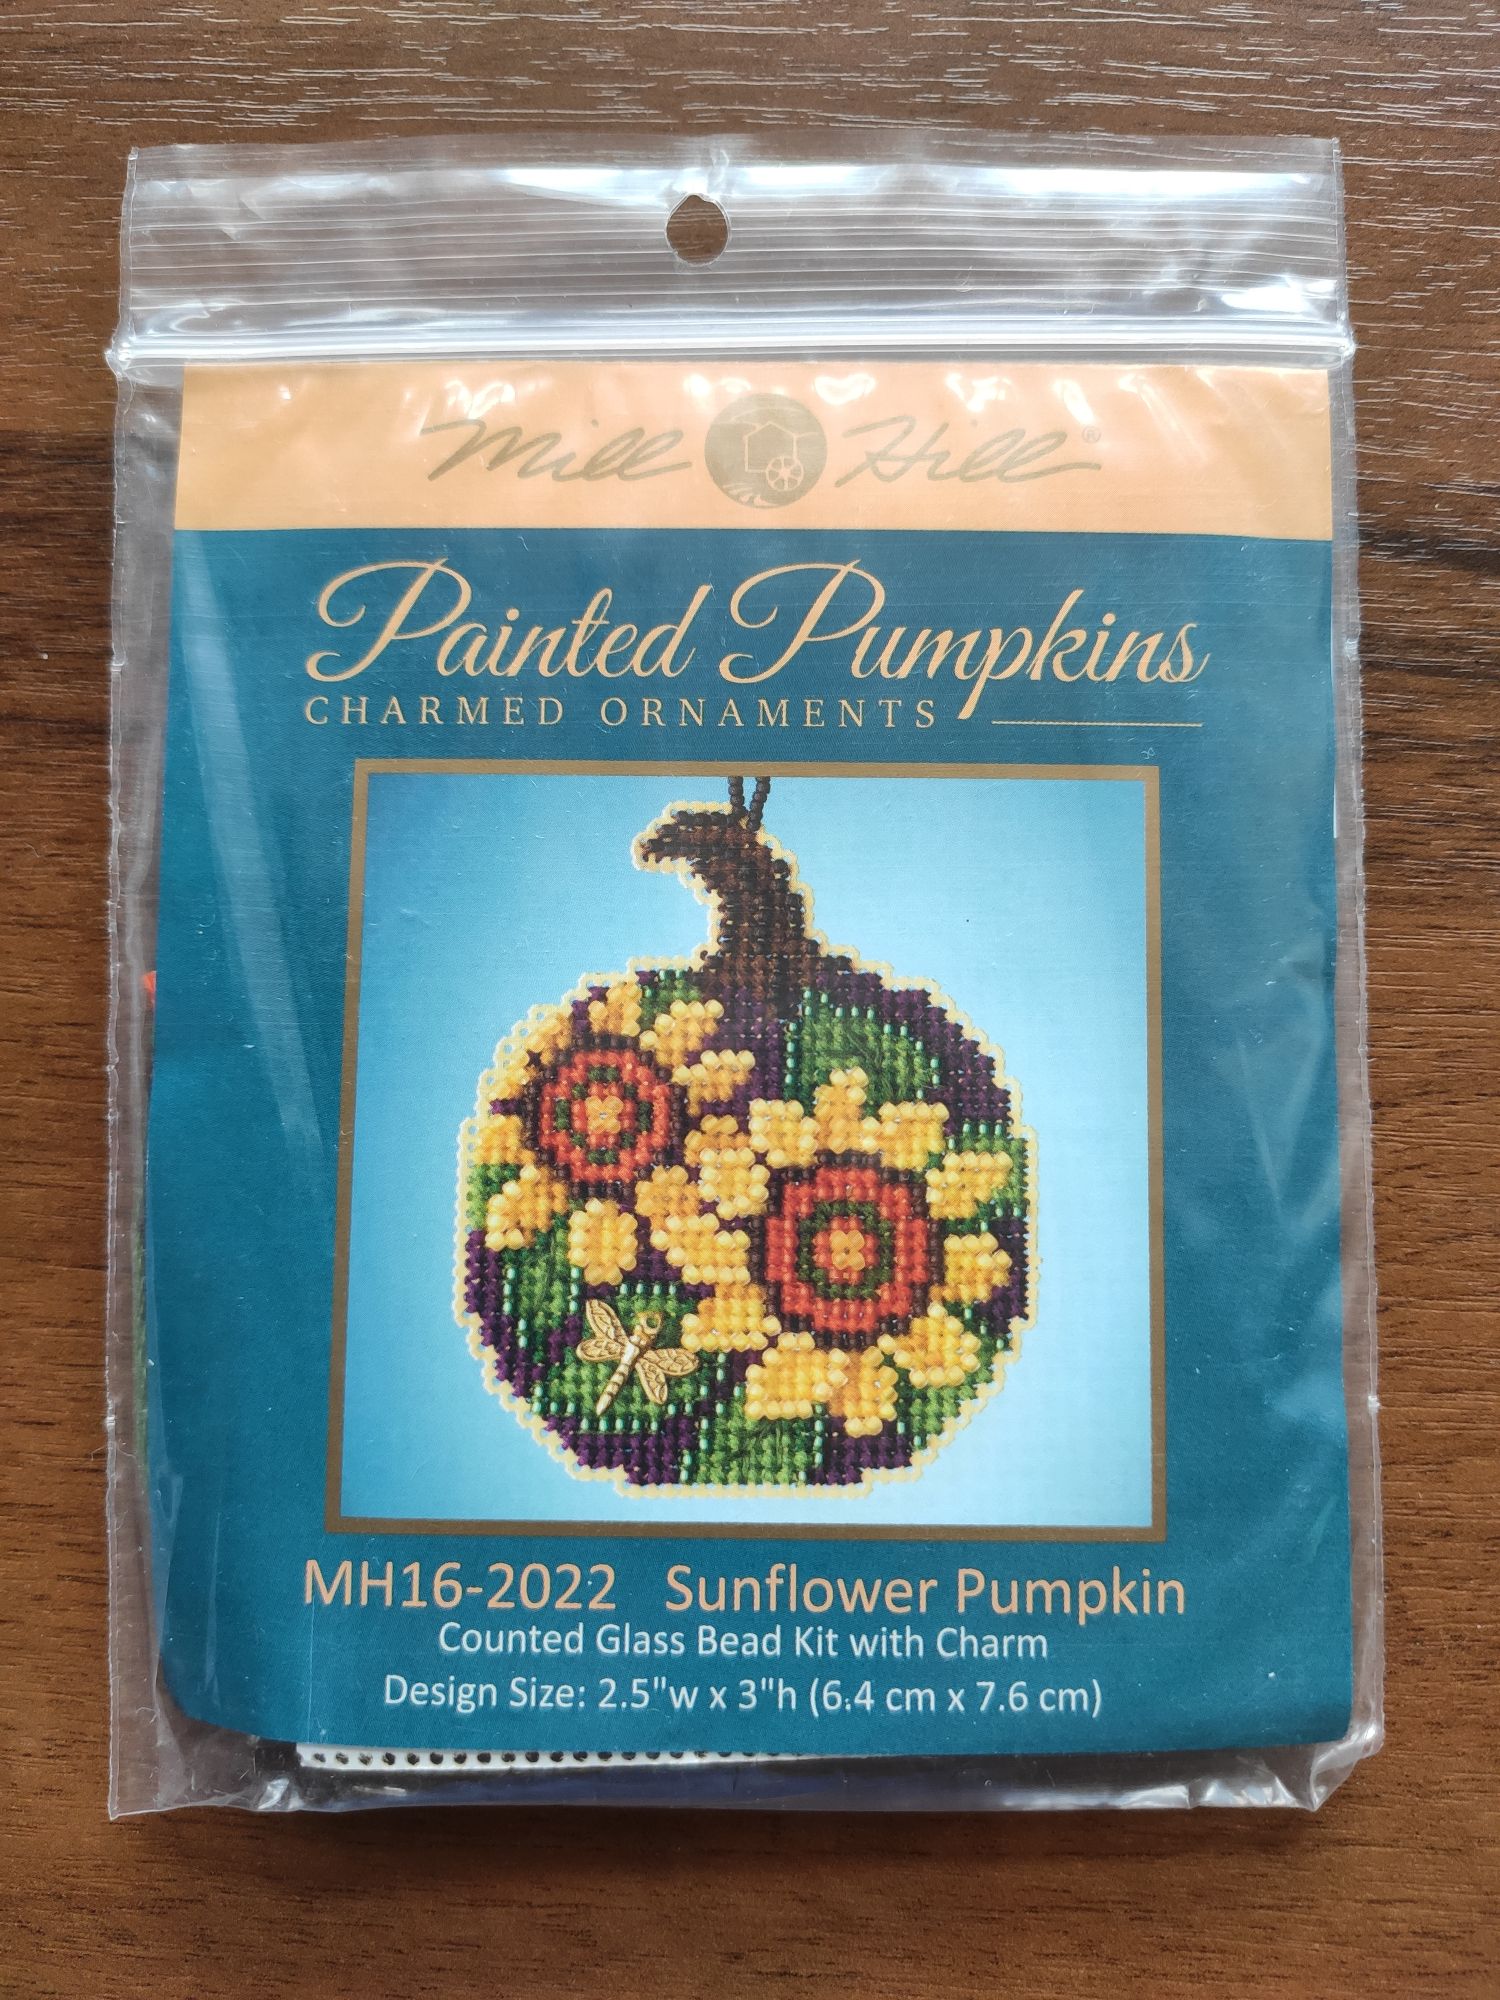 Mill Hill®
Painted Pumpkins
CHARMED ORNAMENTS
MH16-2022 Sunflower Pumpkin
Counted Glass Bead Kit with Charm
Design Size: 2.5"w x 3"h (6.4 cm x 7.6 cm)